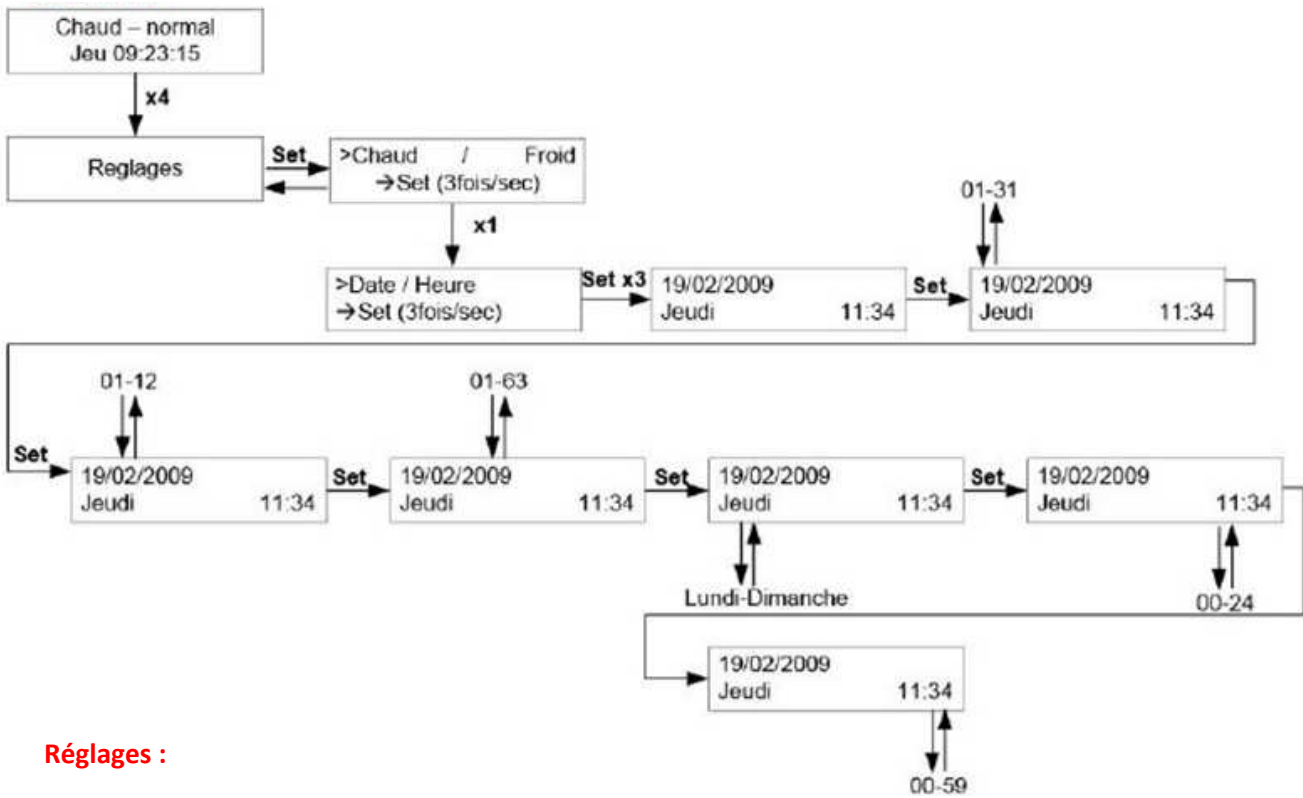 Chaud – normal
Jeu 09:23:15
x4
Reglages
Set
>Chaud / Froid
→Set (3fois/sec)
x1
>Date / Heure
→Set (3fois/sec)
Set x3
19/02/2009
Jeudi 11:34
Set
01-31
19/02/2009
Jeudi 11:34
Set
01-12
19/02/2009
Jeudi 11:34
Set
01-63
19/02/2009
Jeudi 11:34
Set
19/02/2009
Jeudi 11:34
Lundi-Dimanche
Set
19/02/2009
Jeudi 11:34
00-24
19/02/2009
Jeudi 11:34
00-59
Réglages :